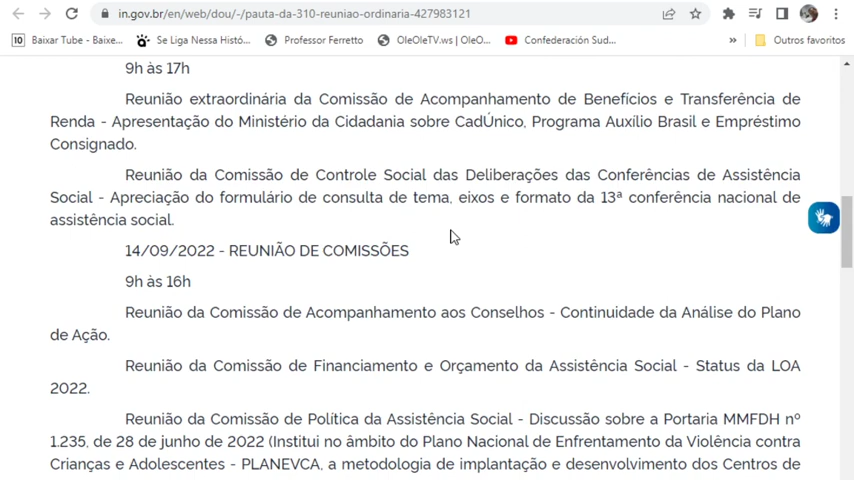 in.gov.br/en/web/dou/-/pauta-da-310-reuniao-ordinaria-427983121
10 Baixar Tube - Baixe... Se Liga Nessa Histó... Professor Ferretto OleOleTV.ws | OleO... Confederación Sud... » Outros favoritos
9h às 17h
Reunião extraordinária da Comissão de Acompanhamento de Benefícios e Transferência de
Renda - Apresentação do Ministério da Cidadania sobre CadÚnico, Programa Auxílio Brasil e Empréstimo
Consignado.
Reunião da Comissão de Controle Social das Deliberações das Conferências de Assistência
Social - Apreciação do formulário de consulta de tema, eixos e formato da 13ª conferência nacional de
assistência social.
14/09/2022 - REUNIÃO DE COMISSÕES
9h às 16h
Reunião da Comissão de Acompanhamento aos Conselhos - Continuidade da Análise do Plano
de Ação.
Reunião da Comissão de Financiamento e Orçamento da Assistência Social - Status da LOA
2022.
Reunião da Comissão de Política da Assistência Social - Discussão sobre a Portaria MMFDH nº
1.235, de 28 de junho de 2022 (Institui no âmbito do Plano Nacional de Enfrentamento da Violência contra
Crianças e Adolescentes - PLANEVCA, a metodologia de implantação e desenvolvimento dos Centros de